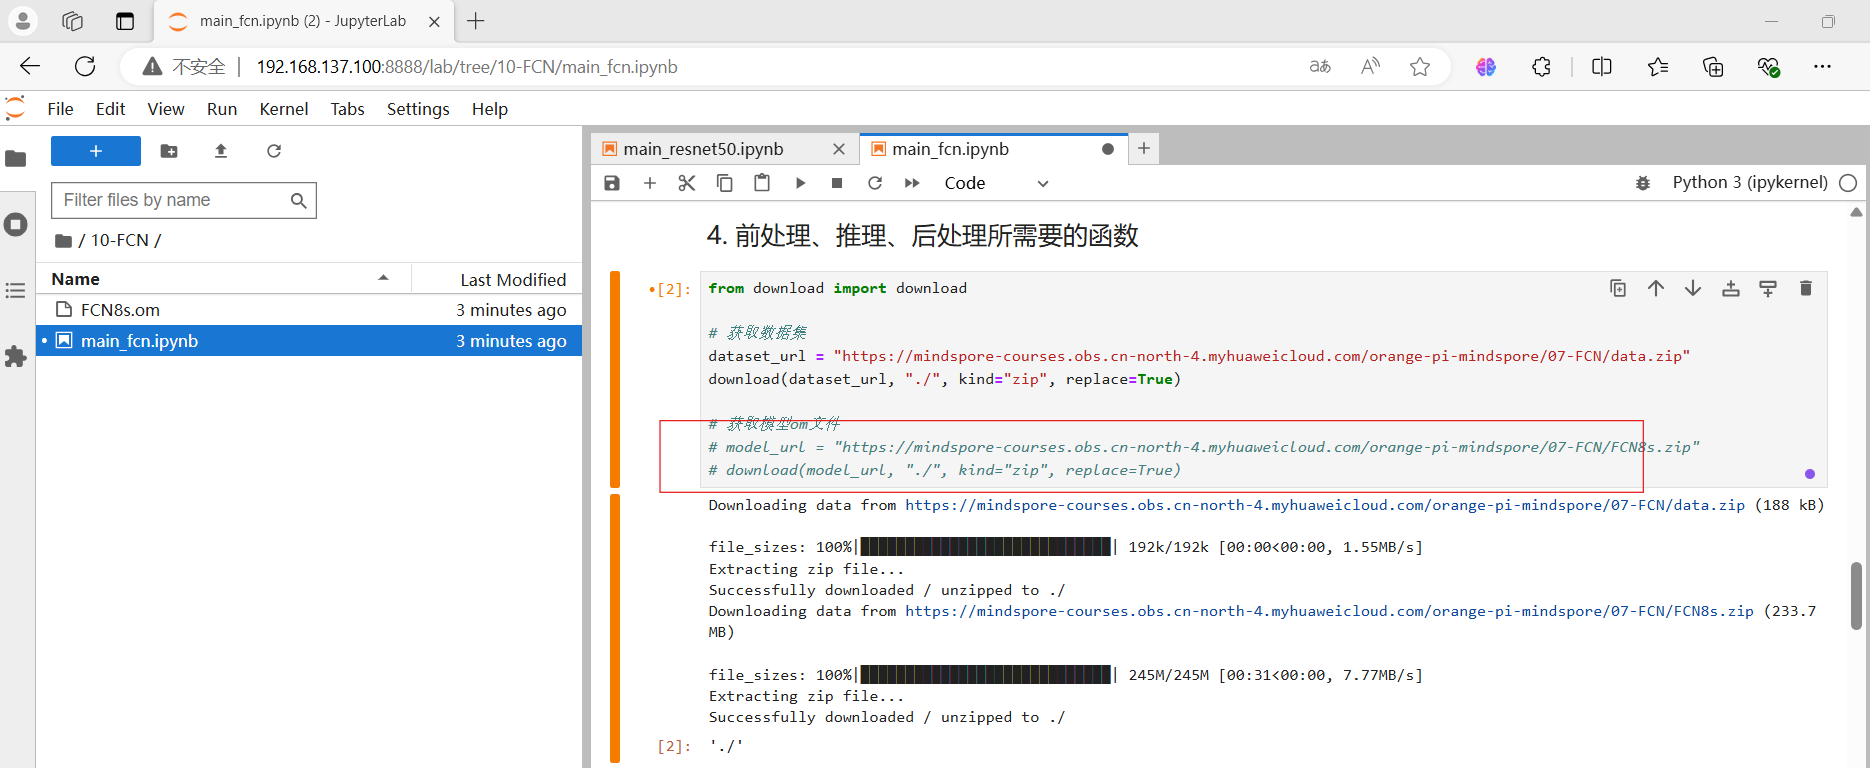 main_fcn.ipynb (2) - JupyterLab
不安全
192.168.137.100:8888/lab/tree/10-FCN/main_fcn.ipynb
aあ
File Edit View Run Kernel Tabs Settings Help
main_resnet50.ipynb
main_fcn.ipynb
Code
Python 3 (ipykernel)
Filter files by name
/ 10-FCN /
Name Last Modified
FCN8s.om 3 minutes ago
main_fcn.ipynb 3 minutes ago
4. 前处理、推理、后处理所需要的函数
[2]:
from download import download
# 获取数据集
dataset_url = "https://mindspore-courses.obs.cn-north-4.myhuaweicloud.com/orange-pi-mindspore/07-FCN/data.zip"
download(dataset_url, "./", kind="zip", replace=True)
# 获取模型om文件
# model_url = "https://mindspore-courses.obs.cn-north-4.myhuaweicloud.com/orange-pi-mindspore/07-FCN/FCN8s.zip"
# download(model_url, "./", kind="zip", replace=True)
Downloading data from https://mindspore-courses.obs.cn-north-4.myhuaweicloud.com/orange-pi-mindspore/07-FCN/data.zip (188 kB)
file_sizes: 100%|██████████████████████████| 192k/192k [00:00<00:00, 1.55MB/s]
Extracting zip file...
Successfully downloaded / unzipped to ./
Downloading data from https://mindspore-courses.obs.cn-north-4.myhuaweicloud.com/orange-pi-mindspore/07-FCN/FCN8s.zip (233.7
MB)
file_sizes: 100%|██████████████████████████| 245M/245M [00:31<00:00, 7.77MB/s]
Extracting zip file...
Successfully downloaded / unzipped to ./
[2]: './'